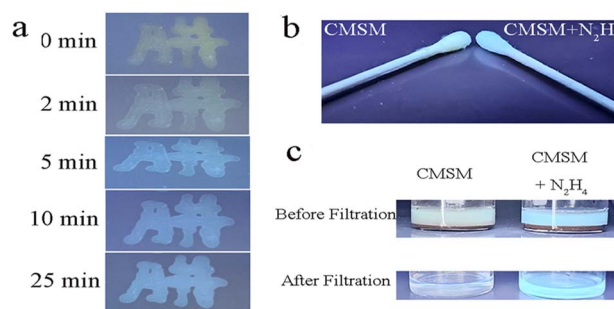 a
0 min
2 min
5 min
10 min
25 min
b
CMSM
CMSM+N₂H
c
CMSM
CMSM
+ N₂H₄
Before Filtration
After Filtration